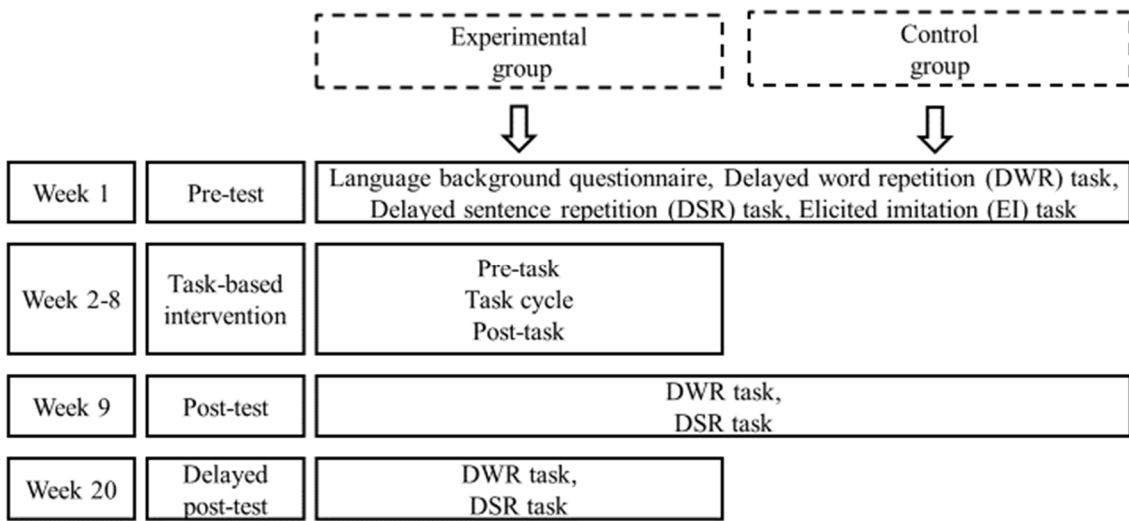 Experimental
group
Control
group
Week 1
Pre-test
Language background questionnaire, Delayed word repetition (DWR) task,
Delayed sentence repetition (DSR) task, Elicited imitation (EI) task
Week 2-8
Task-based
intervention
Pre-task
Task cycle
Post-task
Week 9
Post-test
DWR task,
DSR task
Week 20
Delayed
post-test
DWR task,
DSR task